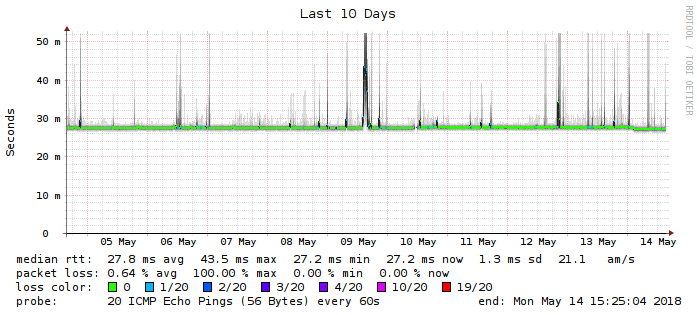 Last 10 Days
RRDTOOL / TOBI OETIKER
Seconds
50 m
40 m
30 m
20 m
10 m
0
05 May 06 May 07 May 08 May 09 May 10 May 11 May 12 May 13 May 14 May
median rtt: 27.8 ms avg 43.5 ms max 27.2 ms min 27.2 ms now 1.3 ms sd 21.1 am/s
packet loss: 0.64 % avg 100.00 % max 0.00 % min 0.00 % now
loss color: 0 1/20 2/20 3/20 4/20 10/20 19/20
probe: 20 ICMP Echo Pings (56 Bytes) every 60s end: Mon May 14 15:25:04 2018